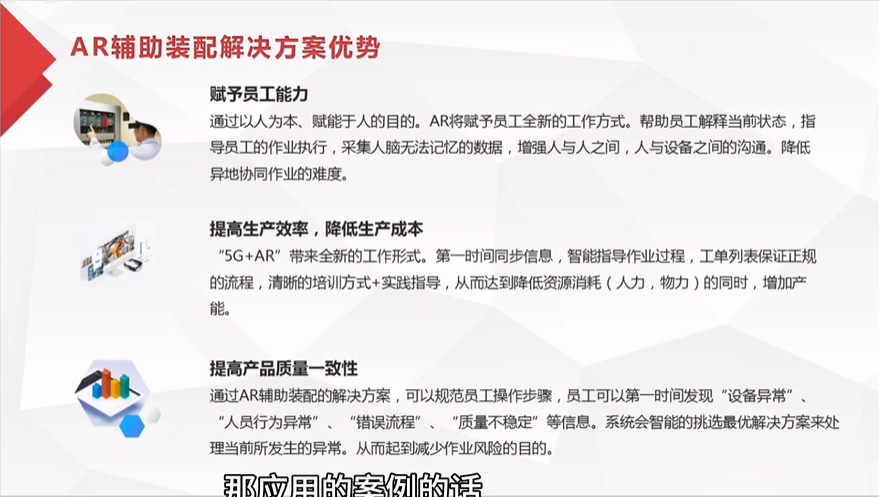 AR辅助装配解决方案优势
赋予员工能力
通过以人为本、赋能于人的目的。AR将赋予员工全新的工作方式。帮助员工解释当前状态，指
导员工的作业执行，采集人脑无法记忆的数据，增强人与人之间，人与设备之间的沟通。降低
异地协同作业的难度。
提高生产效率，降低生产成本
“5G+AR”带来全新的工作形式。第一时间同步信息，智能指导作业过程，工单列表保证正规
的流程，清晰的培训方式+实践指导，从而达到降低资源消耗（人力，物力）的同时，增加产
能。
提高产品质量一致性
通过AR辅助装配的解决方案，可以规范员工操作步骤，员工可以第一时间发现“设备异常”、
“人员行为异常”、“错误流程”、“质量不稳定”等信息。系统会智能的挑选最优解决方案来处
理当前所发生的异常。从而起到减少作业风险的目的。
那应用的案例的话